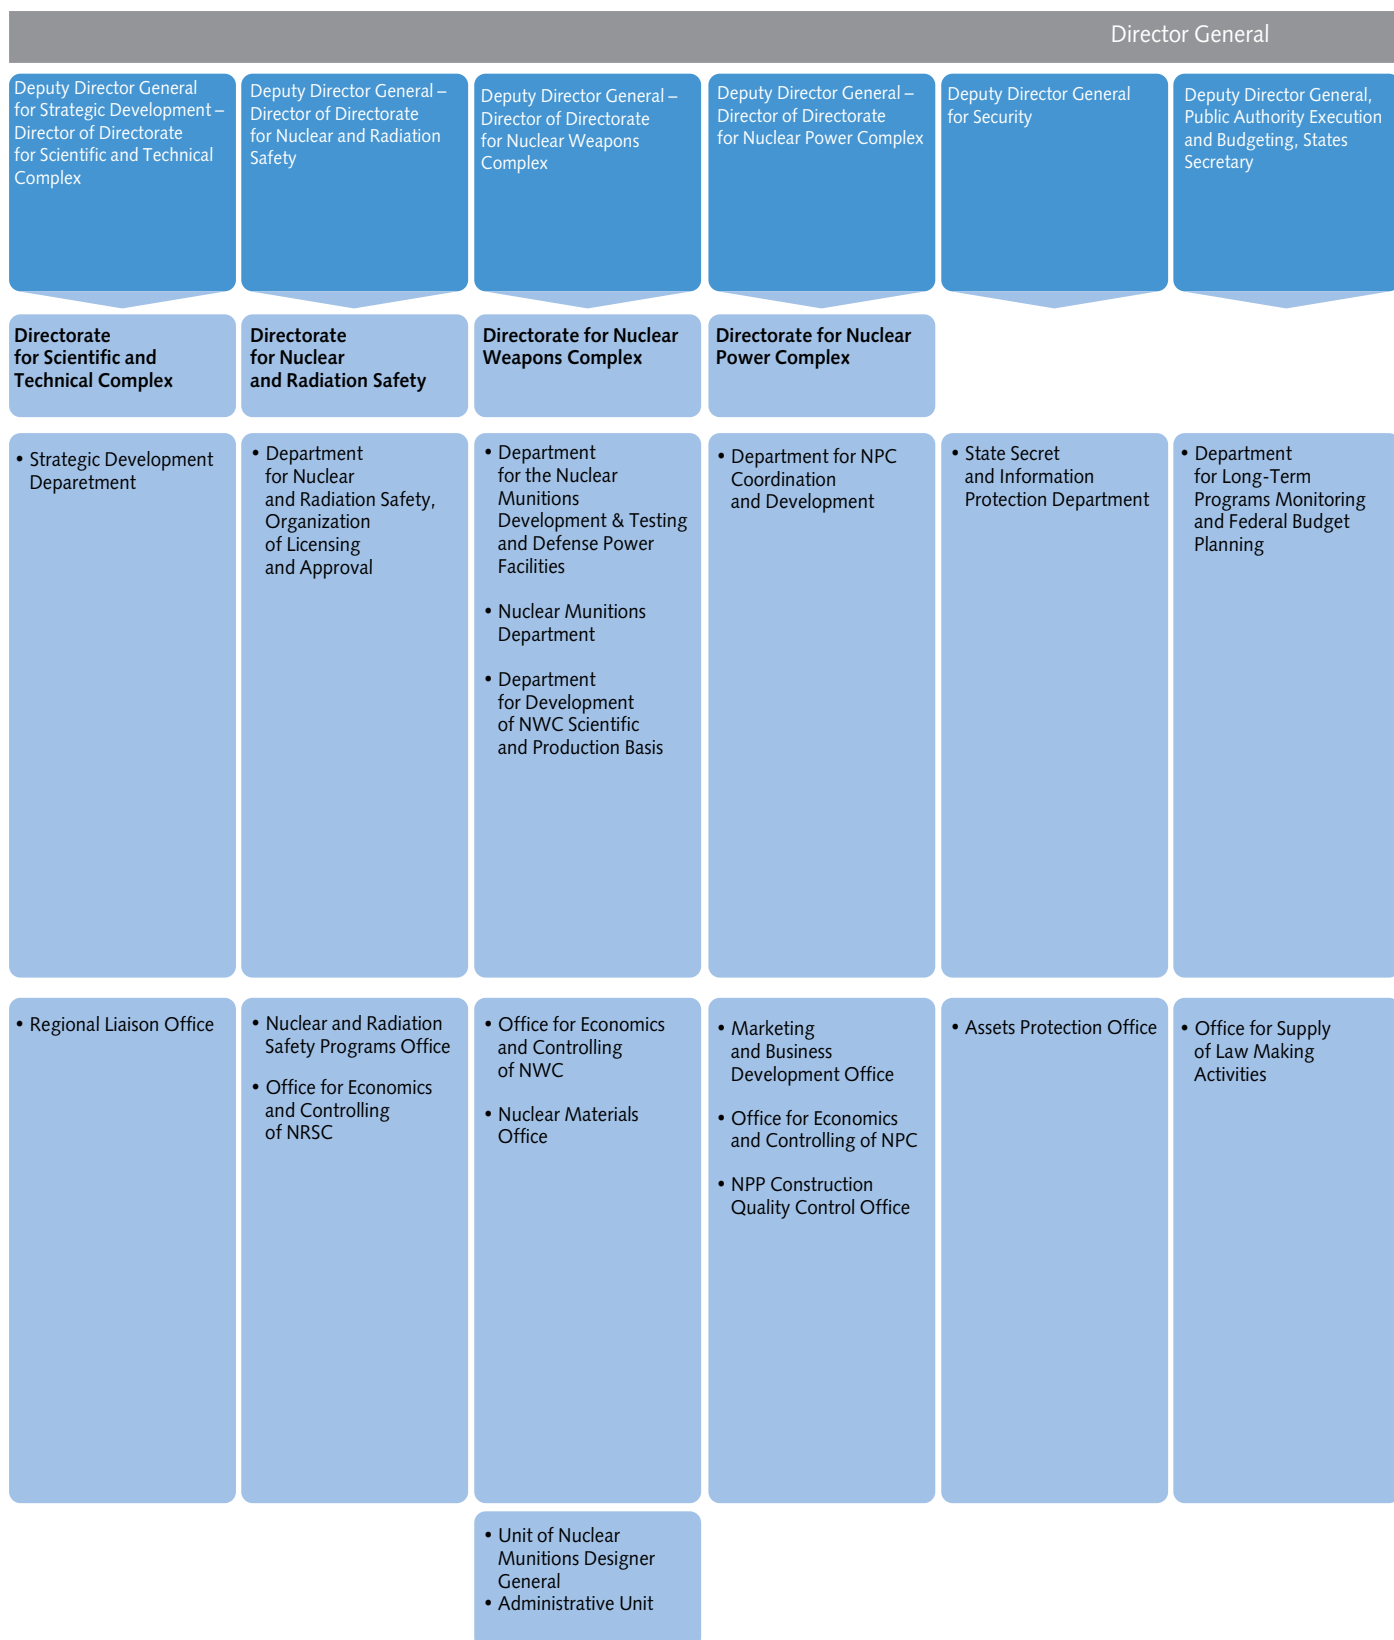 Director General
Deputy Director General
for Strategic Development –
Director of Directorate
for Scientific and Technical
Complex
Deputy Director General –
Director of Directorate
for Nuclear and Radiation
Safety
Deputy Director General –
Director of Directorate
for Nuclear Weapons
Complex
Deputy Director General –
Director of Directorate
for Nuclear Power Complex
Deputy Director General
for Security
Deputy Director General,
Public Authority Execution
and Budgeting, States
Secretary
Directorate
for Scientific and
Technical Complex
Directorate
for Nuclear
and Radiation Safety
Directorate for Nuclear
Weapons Complex
Directorate for Nuclear
Power Complex
• Strategic Development
Deparetment
• Department
for Nuclear
and Radiation Safety,
Organization
of Licensing
and Approval
• Department
for the Nuclear
Munitions
Development & Testing
and Defense Power
Facilities
• Nuclear Munitions
Department
• Department
for Development
of NWC Scientific
and Production Basis
• Department for NPC
Coordination
and Development
• State Secret
and Information
Protection Department
• Department
for Long-Term
Programs Monitoring
and Federal Budget
Planning
• Regional Liaison Office
• Nuclear and Radiation
Safety Programs Office
• Office for Economics
and Controlling
of NRSC
• Office for Economics
and Controlling
of NWC
• Nuclear Materials
Office
• Marketing
and Business
Development Office
• Office for Economics
and Controlling of NPC
• NPP Construction
Quality Control Office
• Assets Protection Office
• Office for Supply
of Law Making
Activities
• Unit of Nuclear
Munitions Designer
General
• Administrative Unit